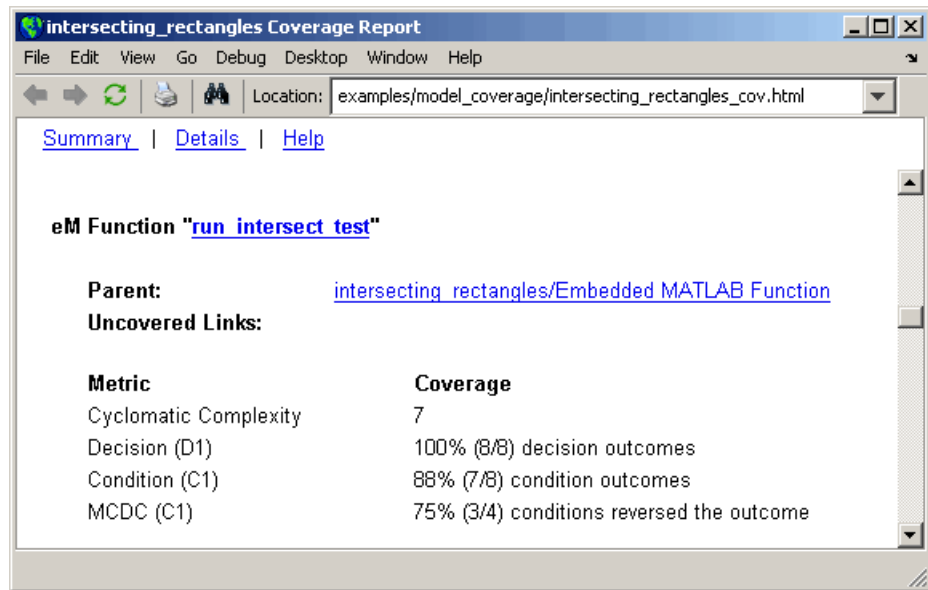 intersecting_rectangles Coverage Report
File Edit View Go Debug Desktop Window Help
Location: examples/model_coverage/intersecting_rectangles_cov.html
Summary | Details | Help
eM Function "run_intersect_test"
Parent: intersecting_rectangles/Embedded MATLAB Function
Uncovered Links:
Metric Coverage
Cyclomatic Complexity 7
Decision (D1) 100% (8/8) decision outcomes
Condition (C1) 88% (7/8) condition outcomes
MCDC (C1) 75% (3/4) conditions reversed the outcome